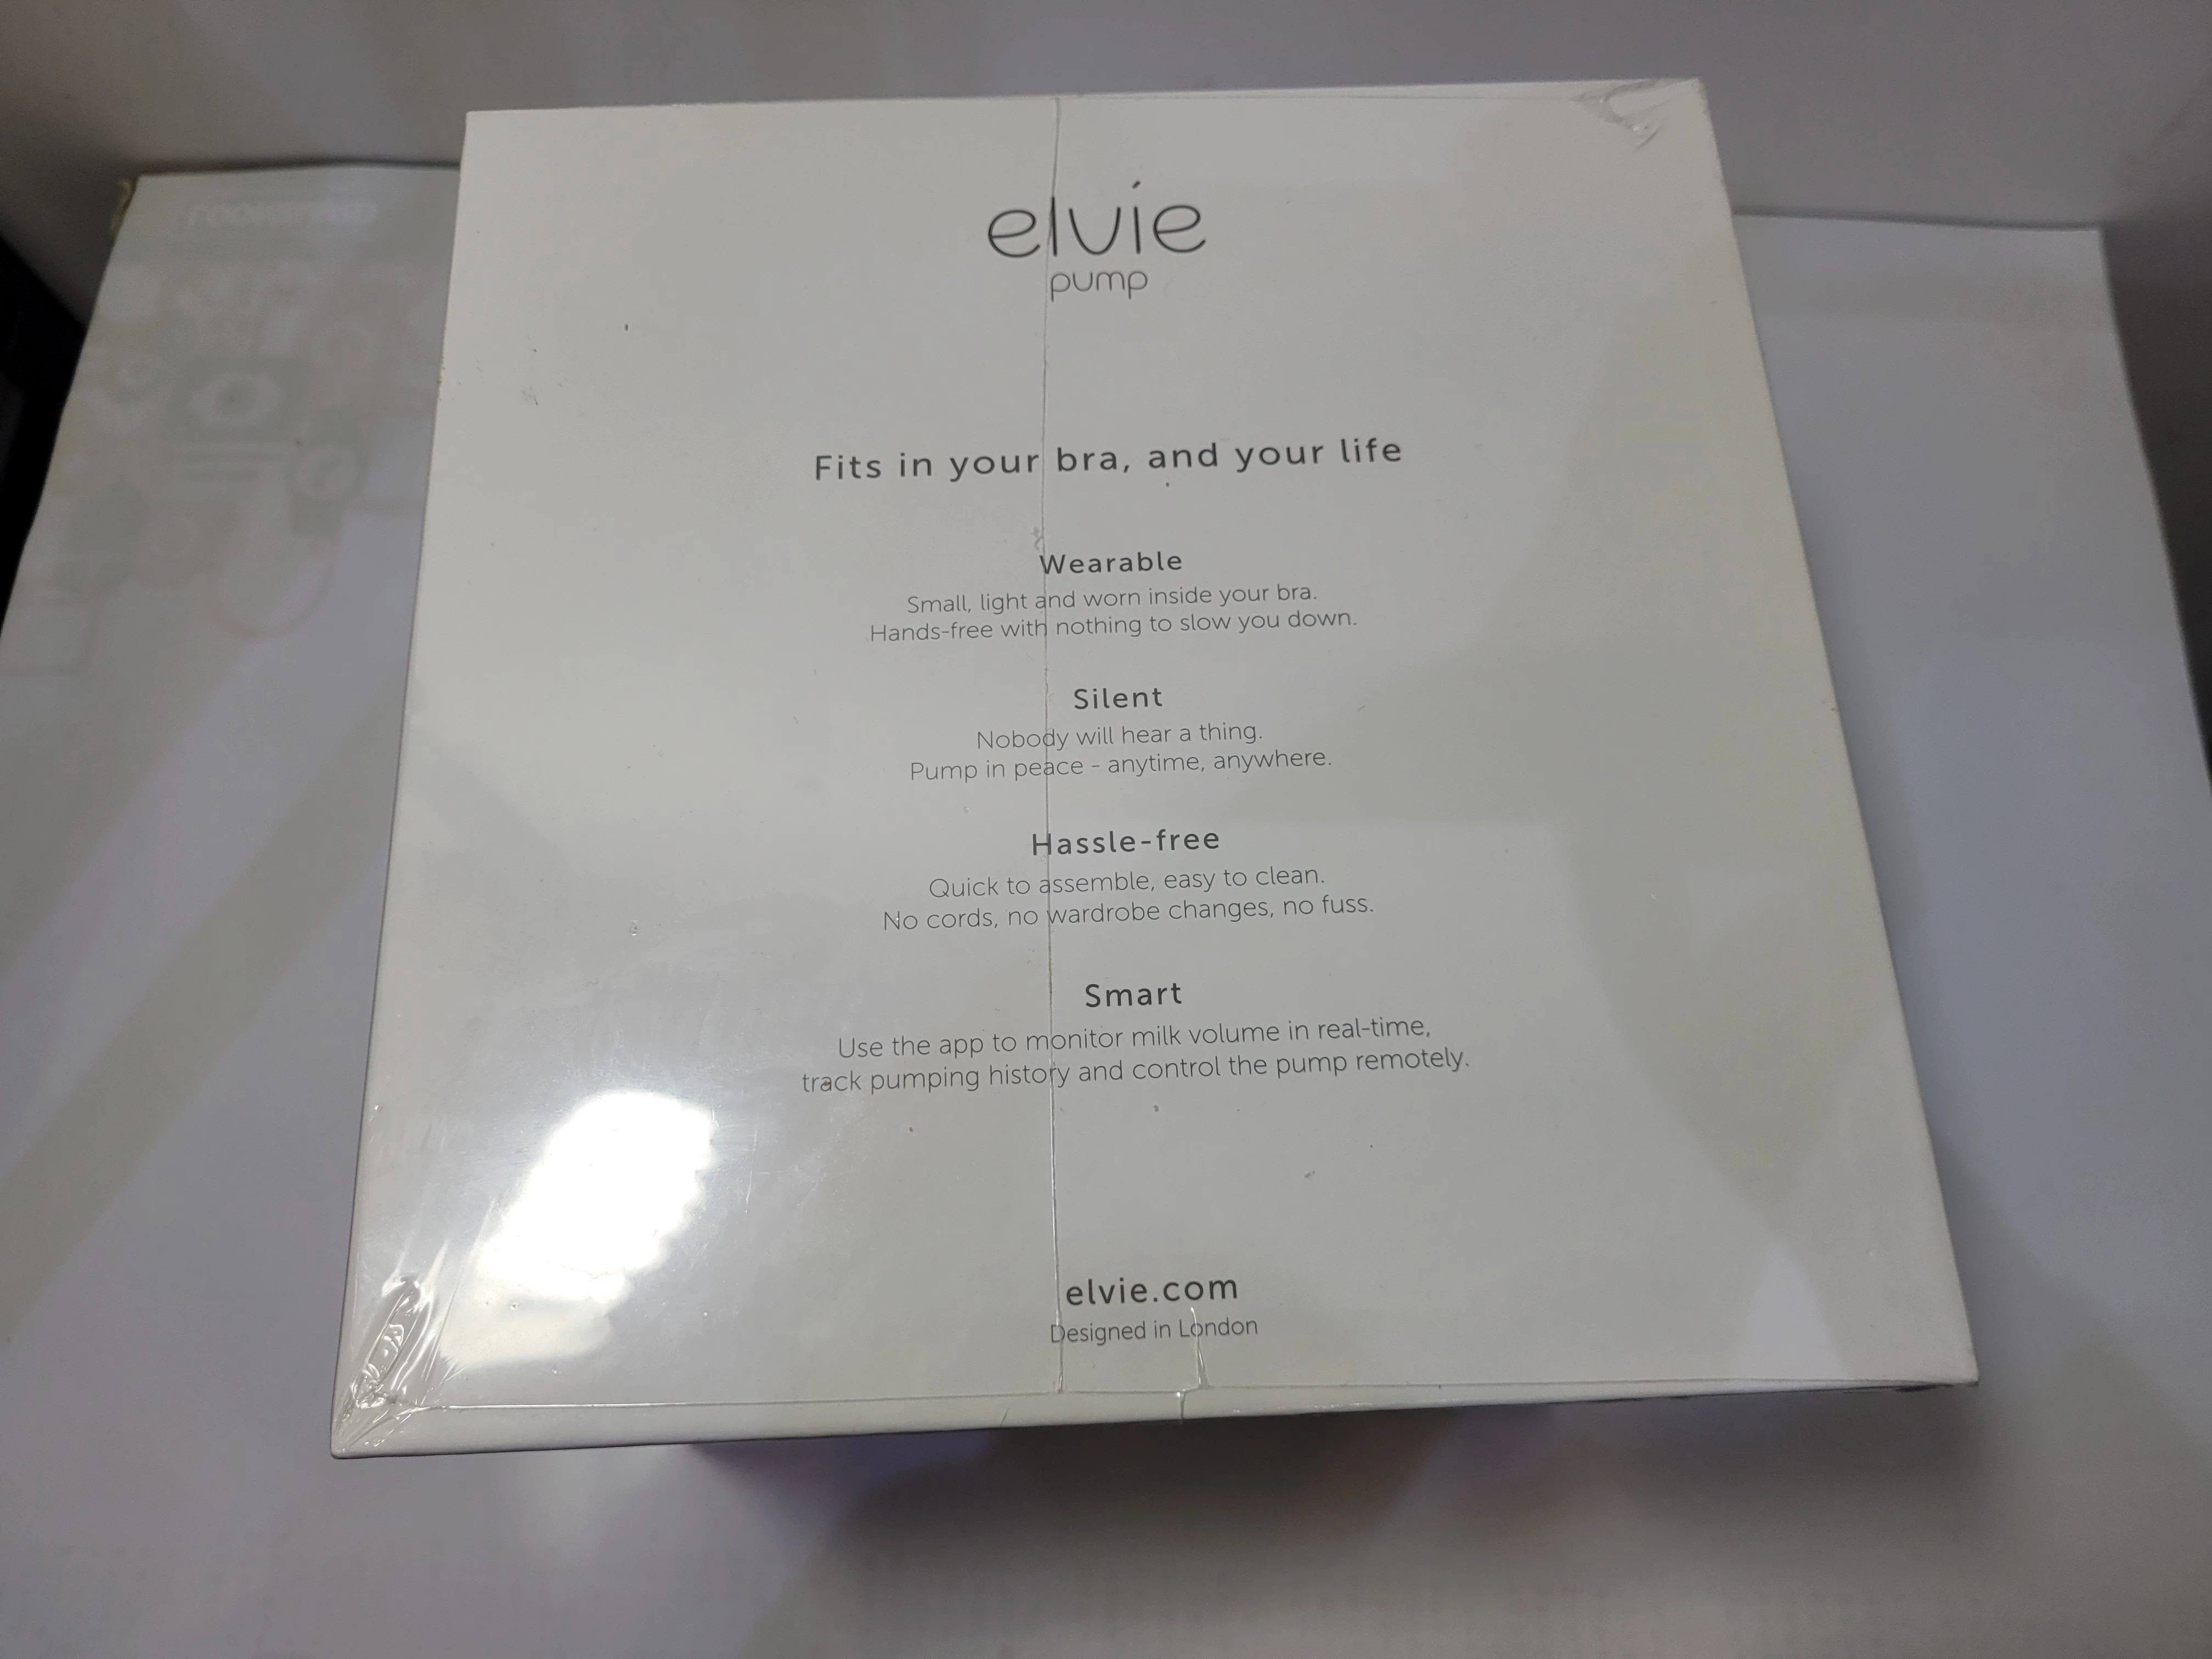 elvie
pump
Fits in your bra, and your life
Wearable
Small, light and worn inside your bra.
Hands-free with nothing to slow you down.
Silent
Nobody will hear a thing.
Pump in peace - anytime, anywhere.
Hassle-free
Quick to assemble, easy to clean.
No cords, no wardrobe changes, no fuss.
Smart
Use the app to monitor milk volume in real-time,
track pumping history and control the pump remotely.
elvie.com
Designed in London